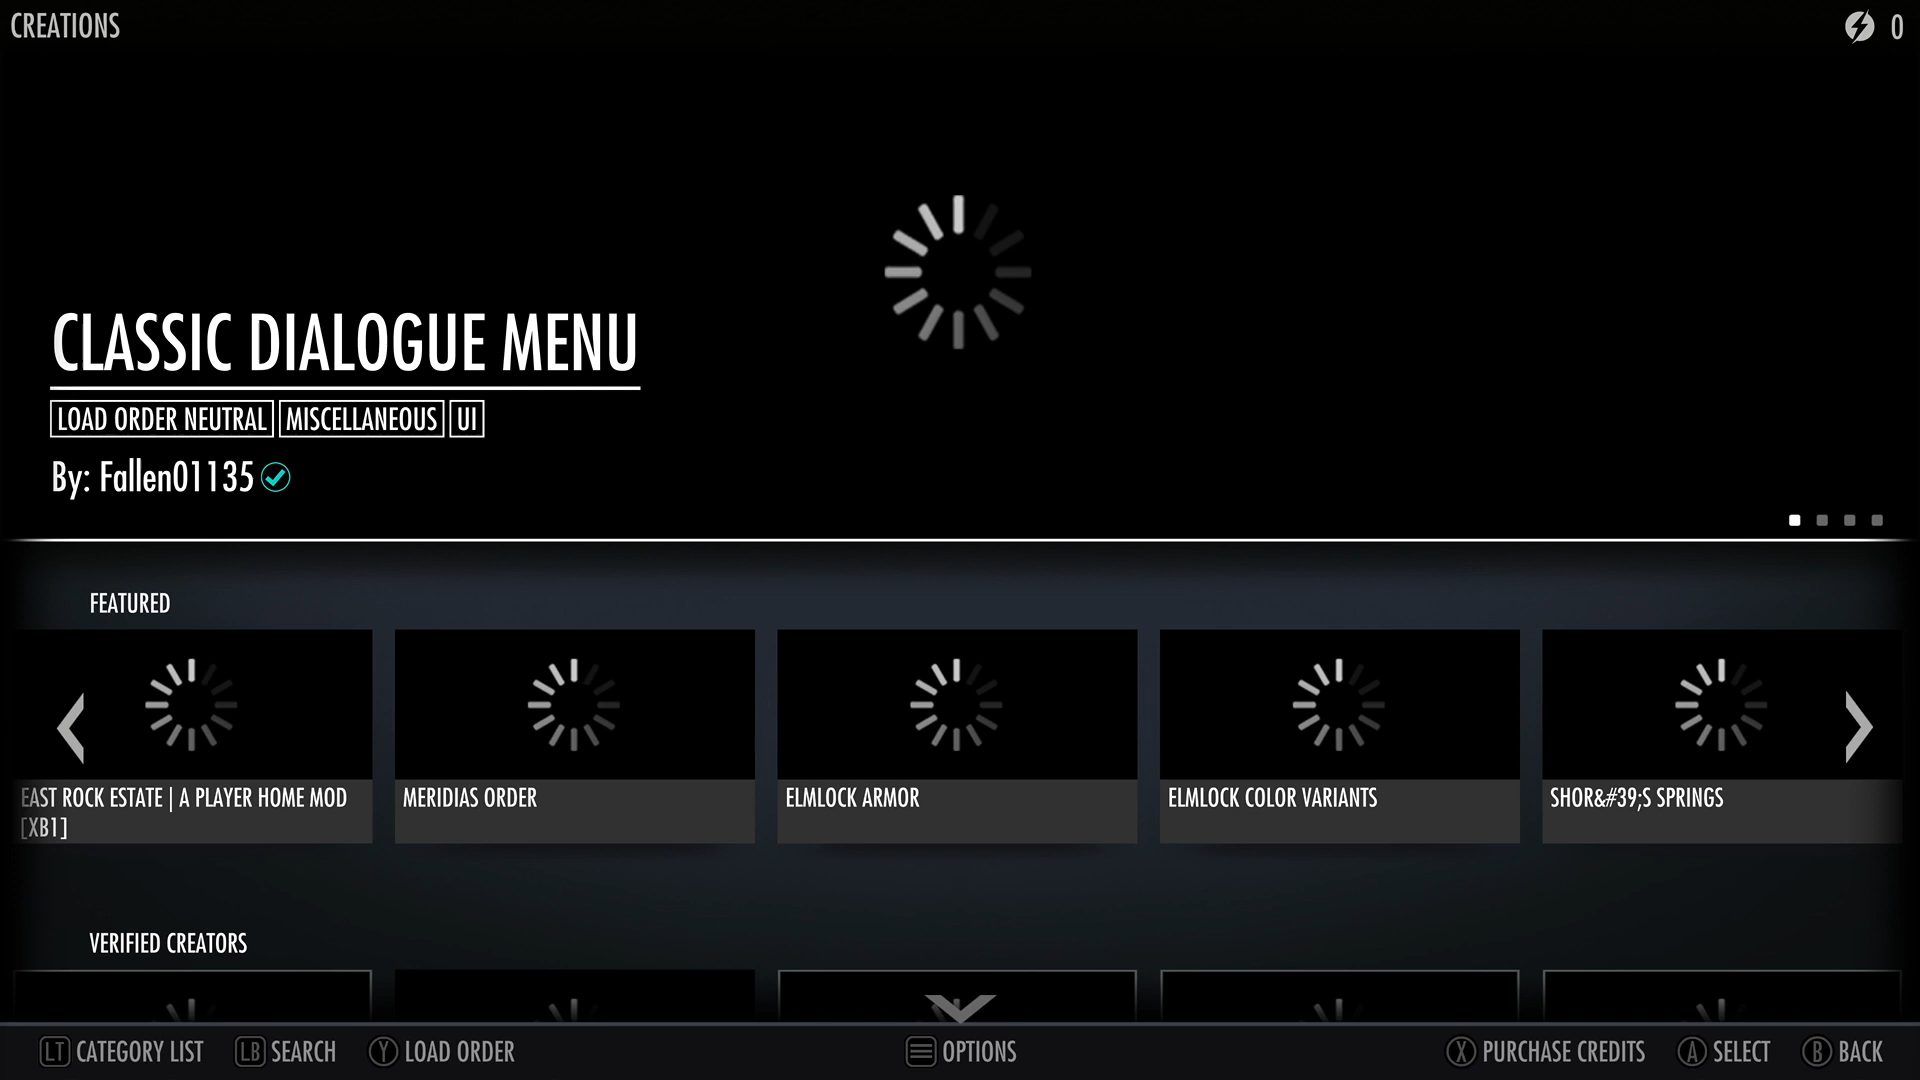 CREATIONS
0
CLASSIC DIALOGUE MENU
LOAD ORDER NEUTRAL MISCELLANEOUS UI
By: Fallen01135
FEATURED
EAST ROCK ESTATE | A PLAYER HOME MOD
[XB1]
MERIDIAS ORDER
ELMLOCK ARMOR
ELMLOCK COLOR VARIANTS
SHOR&#39;S SPRINGS
VERIFIED CREATORS
LT CATEGORY LIST LB SEARCH Y LOAD ORDER OPTIONS X PURCHASE CREDITS A SELECT B BACK